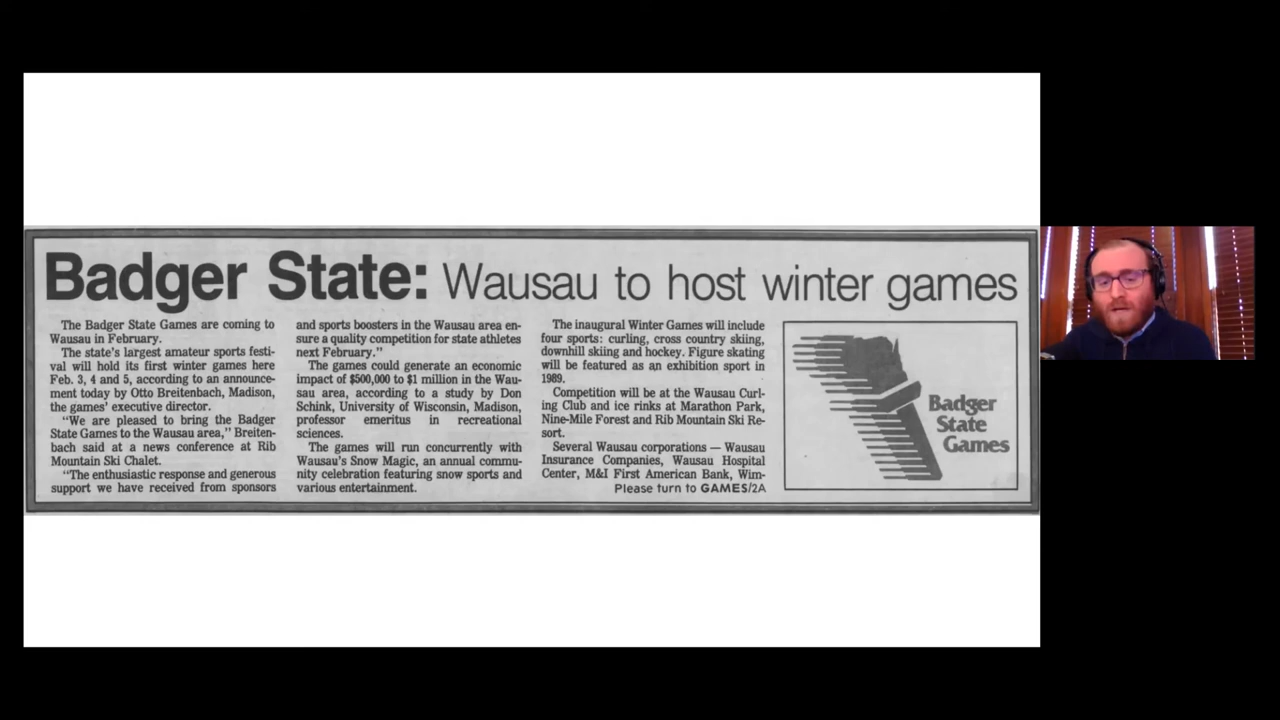 Badger State: Wausau to host winter games
The Badger State Games are coming to
Wausau in February.
The state's largest amateur sports festi-
val will hold its first winter games here
Feb. 3, 4 and 5, according to an announce-
ment today by Otto Breitenbach, Madison,
the games' executive director.
"We are pleased to bring the Badger
State Games to the Wausau area," Breiten-
bach said at a news conference at Rib
Mountain Ski Chalet.
"The enthusiastic response and generous
support we have received from sponsors
and sports boosters in the Wausau area en-
sure a quality competition for state athletes
next February."
The games could generate an economic
impact of $500,000 to $1 million in the Wau-
sau area, according to a study by Don
Schink, University of Wisconsin, Madison,
professor emeritus in recreational
sciences.
The games will run concurrently with
Wausau's Snow Magic, an annual commu-
nity celebration featuring snow sports and
various entertainment.
The inaugural Winter Games will include
four sports: curling, cross country skiing,
downhill skiing and hockey. Figure skating
will be featured as an exhibition sport in
1989.
Competition will be at the Wausau Curl-
ing Club and ice rinks at Marathon Park,
Nine-Mile Forest and Rib Mountain Ski Re-
sort.
Several Wausau corporations — Wausau
Insurance Companies, Wausau Hospital
Center, M&I First American Bank, Wim-
Please turn to GAMES/2A
Badger
State
Games